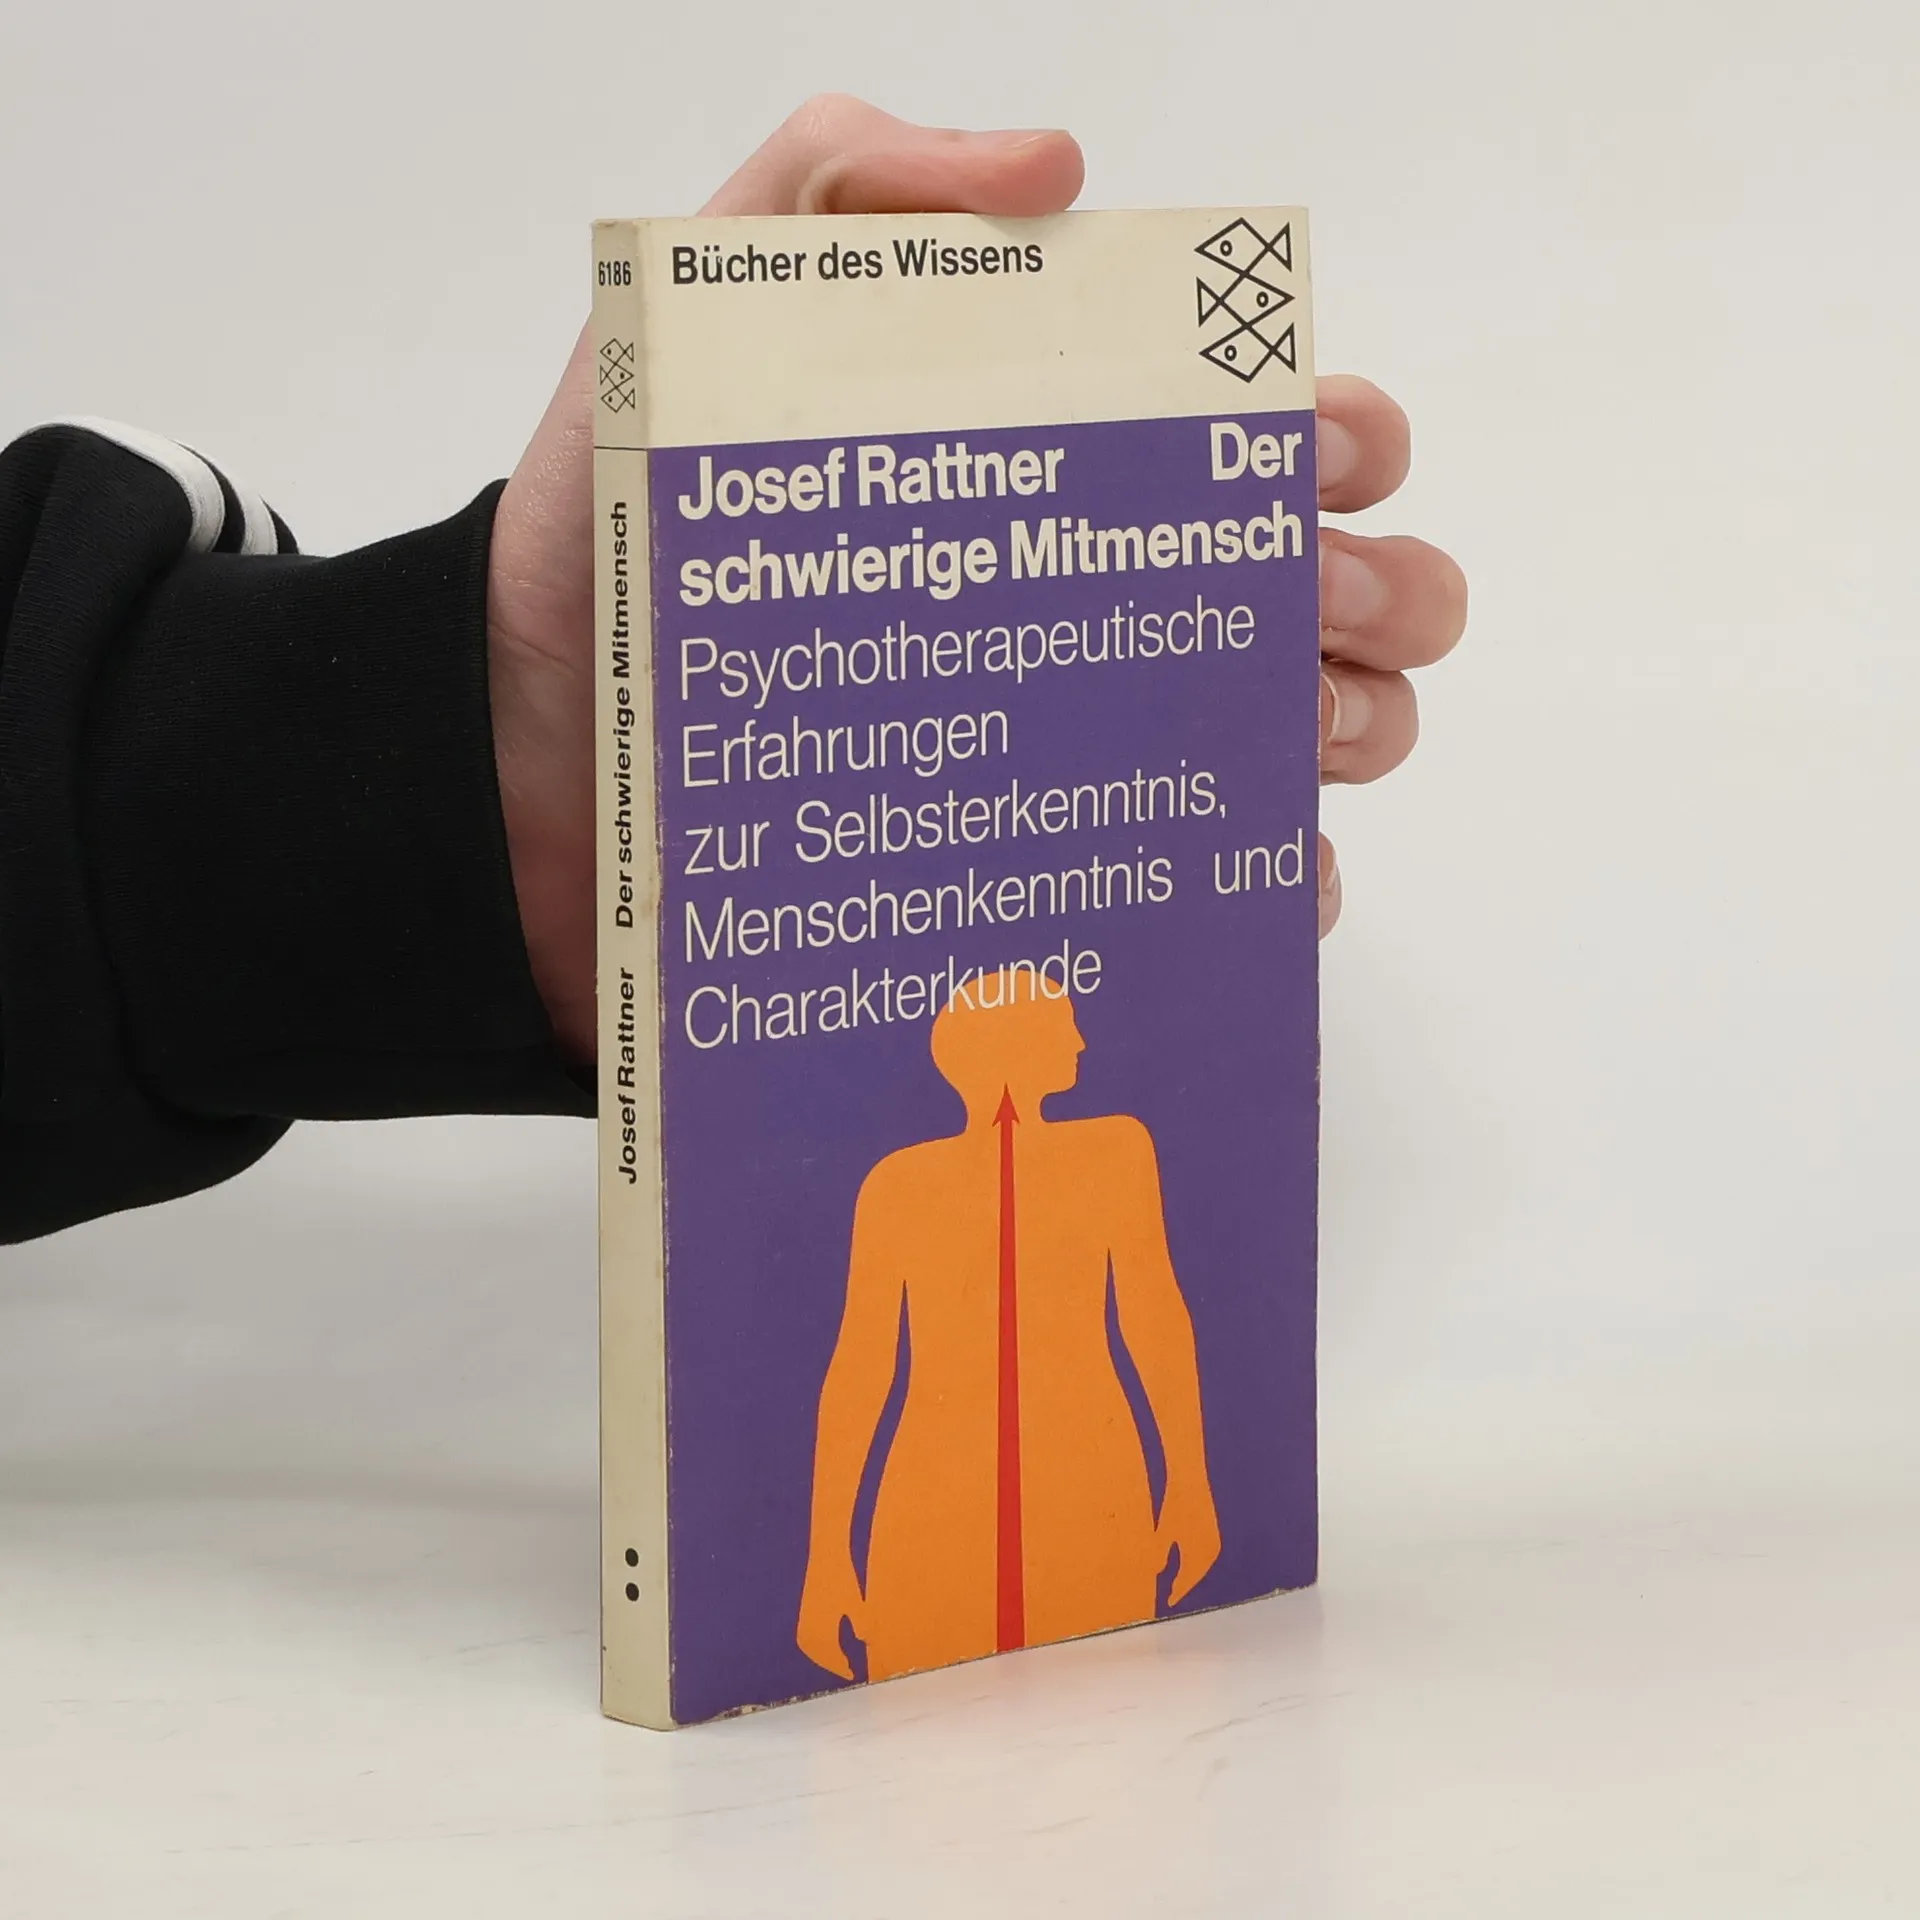 Bücher des Wissens
Josef Rattner Der
schwierige Mitmensch
Psychotherapeutische
Erfahrungen
zur Selbsterkenntnis,
Menschenkenntnis und
Charakterkunde
6186
Josef Rattner Der schwierige Mitmensch